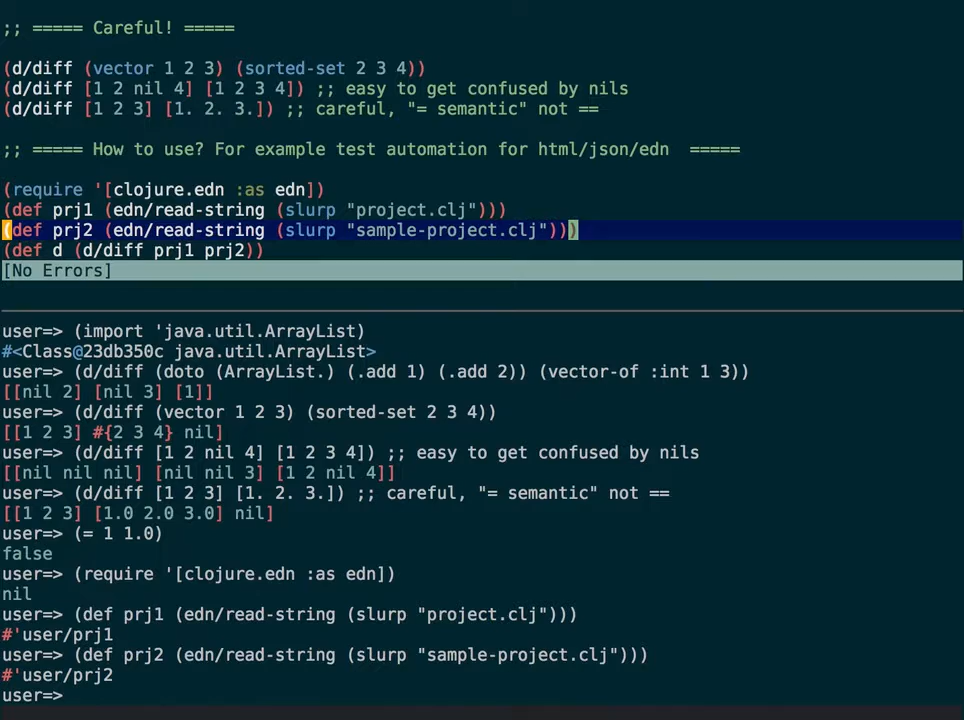 ;; ===== Careful! =====
(d/diff (vector 1 2 3) (sorted-set 2 3 4))
(d/diff [1 2 nil 4] [1 2 3 4]) ;; easy to get confused by nils
(d/diff [1 2 3] [1. 2. 3.]) ;; careful, "= semantic" not ==
;; ===== How to use? For example test automation for html/json/edn  =====
(require '[clojure.edn :as edn])
(def prj1 (edn/read-string (slurp "project.clj")))
(def prj2 (edn/read-string (slurp "sample-project.clj")))
(def d (d/diff prj1 prj2))
[No Errors]
user=> (import 'java.util.ArrayList)
#<Class@23db350c java.util.ArrayList>
user=> (d/diff (doto (ArrayList.) (.add 1) (.add 2)) (vector-of :int 1 3))
[[nil 2] [nil 3] [1]]
user=> (d/diff (vector 1 2 3) (sorted-set 2 3 4))
[[1 2 3] #{2 3 4} nil]
user=> (d/diff [1 2 nil 4] [1 2 3 4]) ;; easy to get confused by nils
[[nil nil nil] [nil nil 3] [1 2 nil 4]]
user=> (d/diff [1 2 3] [1. 2. 3.]) ;; careful, "= semantic" not ==
[[1 2 3] [1.0 2.0 3.0] nil]
user=> (= 1 1.0)
false
user=> (require '[clojure.edn :as edn])
nil
user=> (def prj1 (edn/read-string (slurp "project.clj")))
#'user/prj1
user=> (def prj2 (edn/read-string (slurp "sample-project.clj")))
#'user/prj2
user=>